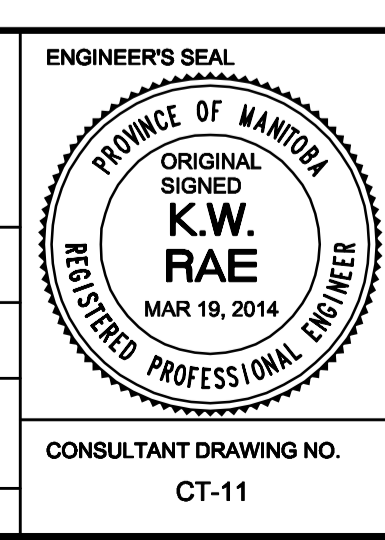 ENGINEER'S SEAL
PROVINCE OF MANITOBA
ORIGINAL
SIGNED
K.W.
RAE
MAR 19, 2014
REGISTERED PROFESSIONAL ENGINEER
CONSULTANT DRAWING NO.
CT-11